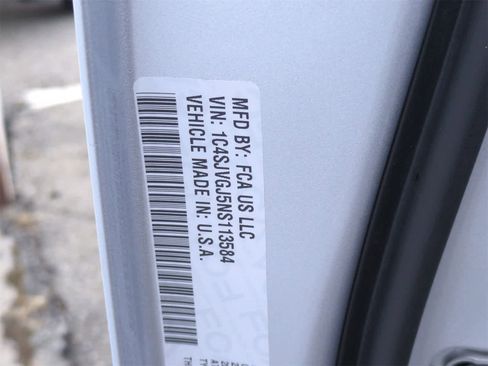 MFD BY: FCA US LLC
VIN: 1C4SJVGJ5NS113584
VEHICLE MADE IN: U.S.A.